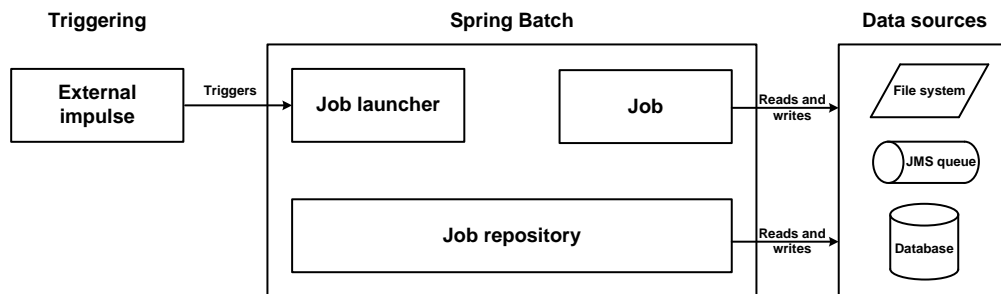 Triggering
Spring Batch
Data sources
External
impulse
Triggers
Job launcher
Job
Reads and
writes
File system
JMS queue
Job repository
Reads and
writes
Database